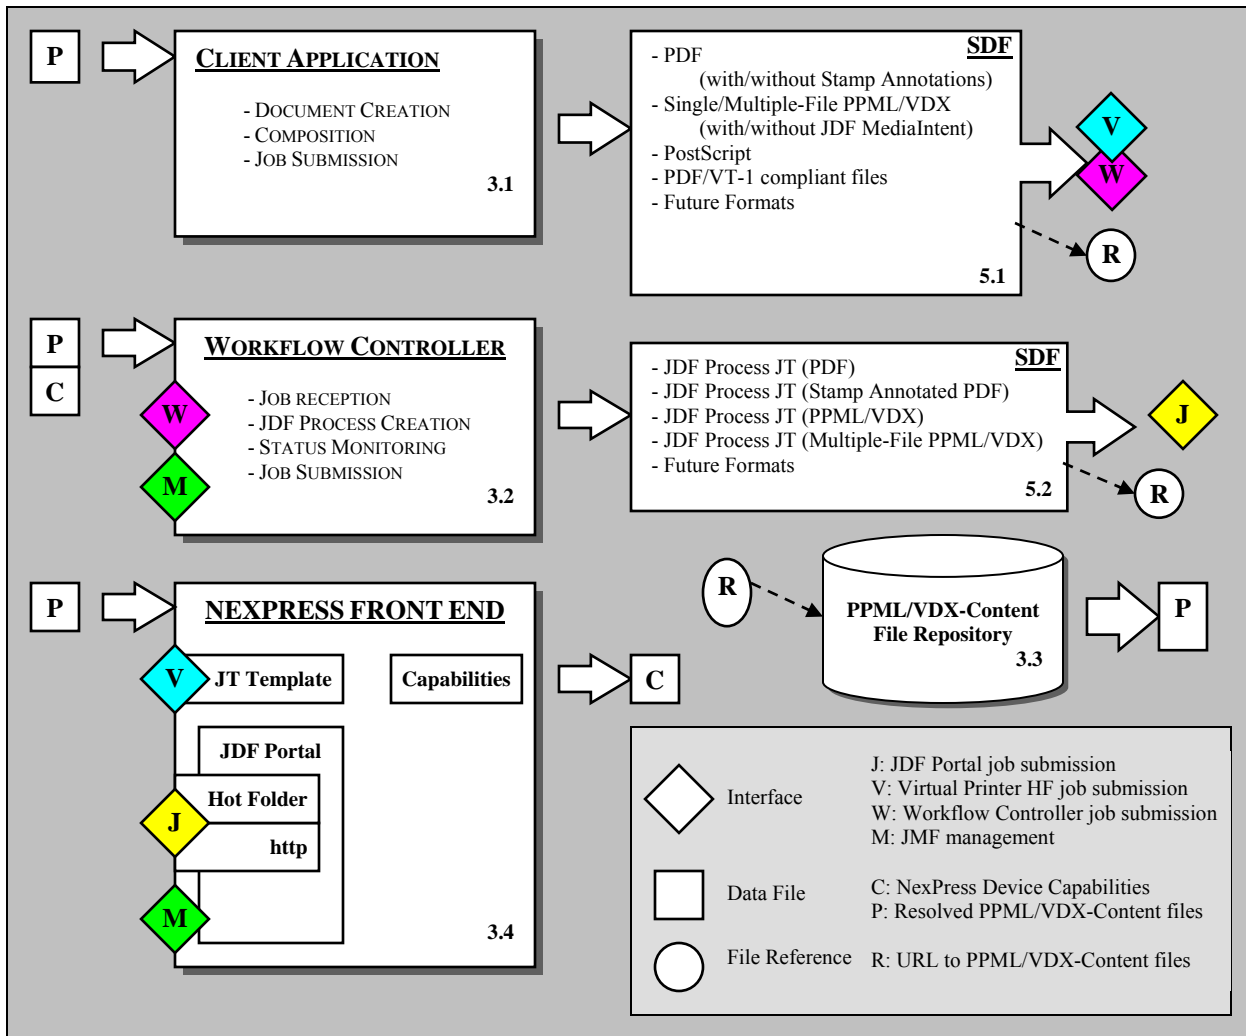 P
CLIENT APPLICATION
- DOCUMENT CREATION
- COMPOSITION
- JOB SUBMISSION
3.1
SDF
- PDF
(with/without Stamp Annotations)
- Single/Multiple-File PPML/VDX
(with/without JDF MediaIntent)
- PostScript
- PDF/VT-1 compliant files
- Future Formats
5.1
V
W
R
P
C
WORKFLOW CONTROLLER
- JOB RECEPTION
- JDF PROCESS CREATION
- STATUS MONITORING
- JOB SUBMISSION
3.2
W
M
SDF
- JDF Process JT (PDF)
- JDF Process JT (Stamp Annotated PDF)
- JDF Process JT (PPML/VDX)
- JDF Process JT (Multiple-File PPML/VDX)
- Future Formats
5.2
J
R
P
NEXPRESS FRONT END
V
JT Template
Capabilities
JDF Portal
Hot Folder
J
http
M
3.4
C
R
PPML/VDX-Content
File Repository
3.3
P
Interface
J: JDF Portal job submission
V: Virtual Printer HF job submission
W: Workflow Controller job submission
M: JMF management
Data File
C: NexPress Device Capabilities
P: Resolved PPML/VDX-Content files
File Reference
R: URL to PPML/VDX-Content files